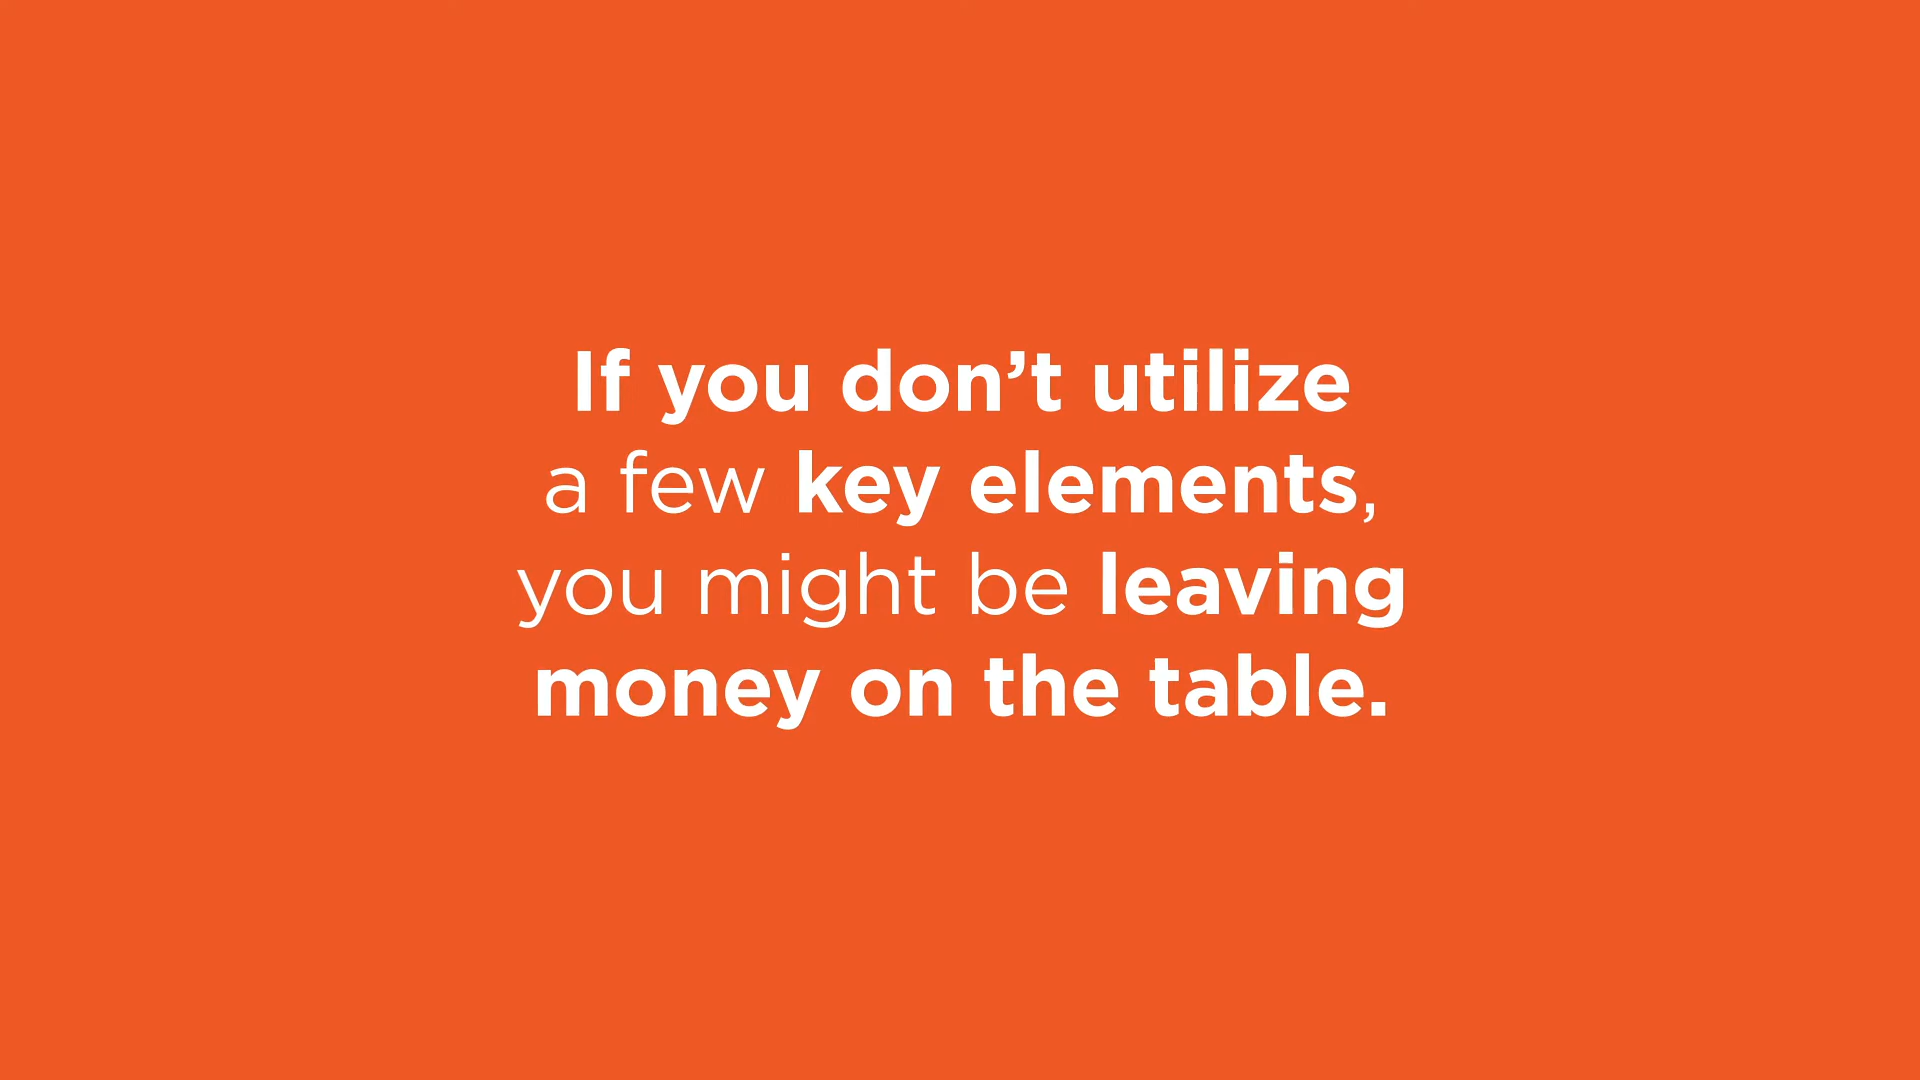 If you don’t utilize
a few key elements,
you might be leaving
money on the table.